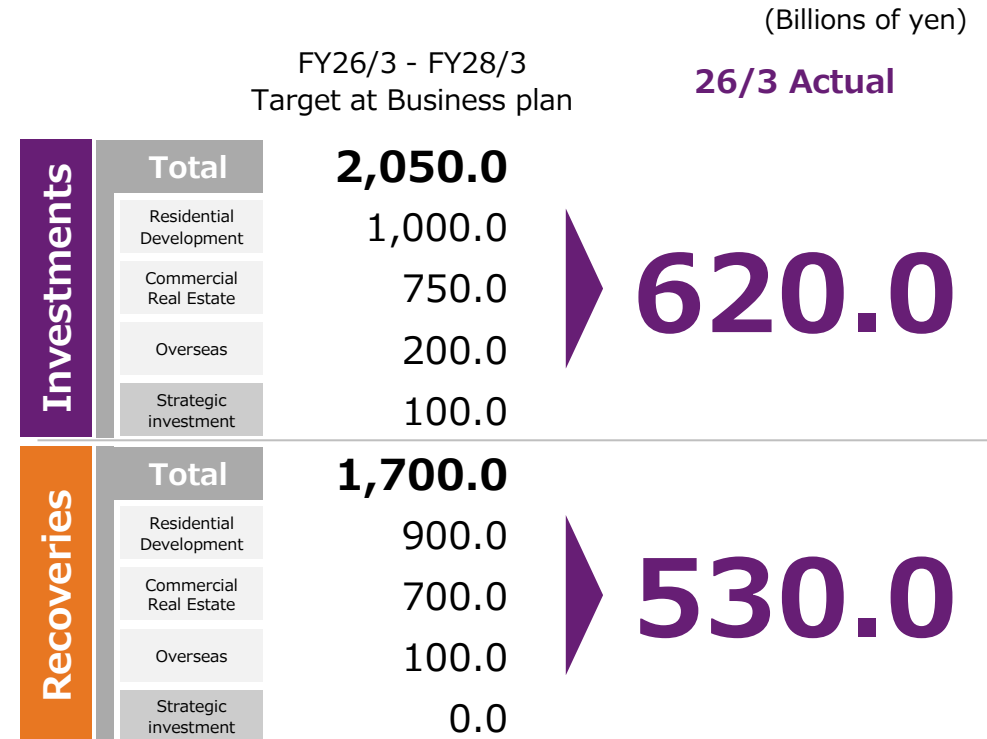 (Billions of yen)
FY26/3 - FY28/3
Target at Business plan
26/3 Actual
Investments
Total
2,050.0
Residential
Development
1,000.0
Commercial
Real Estate
750.0
Overseas
200.0
Strategic
investment
100.0
620.0
Recoveries
Total
1,700.0
Residential
Development
900.0
Commercial
Real Estate
700.0
Overseas
100.0
Strategic
investment
0.0
530.0